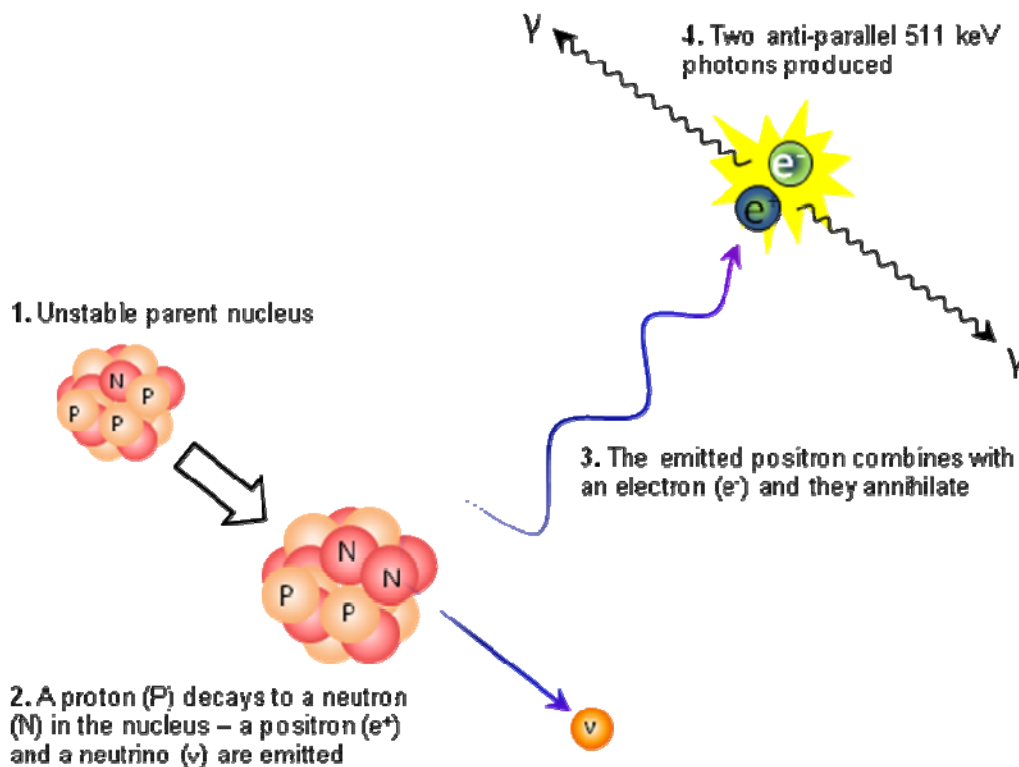 γ
4. Two anti-parallel 511 keV
photons produced
e⁻
e⁺
γ
1. Unstable parent nucleus
N
P
P
P
3. The emitted positron combines with
an electron (e⁻) and they annihilate
N
N
P
P
2. A proton (P) decays to a neutron
(N) in the nucleus – a positron (e⁺)
and a neutrino (v) are emitted
v